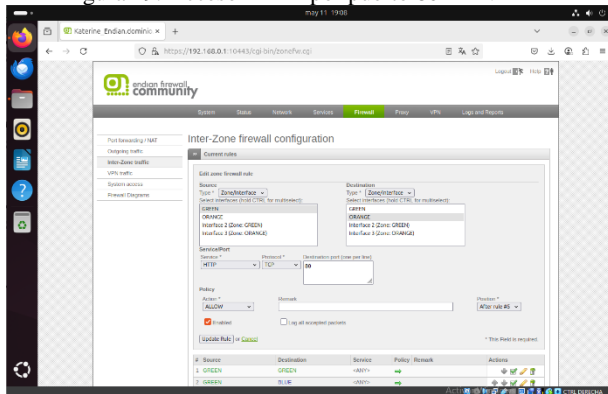 may 11 19:08
Katerine_Endian.dominic ×
https://192.168.0.1:10443/cgi-bin/zonefw.cgi
endian firewall
community
Logout Help
System Status Network Services Firewall Proxy VPN Logs and Reports
Port forwarding / NAT
Outgoing traffic
Inter-Zone traffic
VPN traffic
System access
Firewall Diagrams
Inter-Zone firewall configuration
Current rules
Edit zone firewall rule
Source
Destination
Type * Zone/Interface
Type * Zone/Interface
Select interfaces (hold CTRL for multiselect):
Select interfaces (hold CTRL for multiselect):
GREEN
ORANGE
Interface 2 (Zone: GREEN)
Interface 3 (Zone: ORANGE)
GREEN
ORANGE
Interface 2 (Zone: GREEN)
Interface 3 (Zone: ORANGE)
Service/Port
Service * Protocol * Destination port (one per line)
HTTP TCP 80
Policy
Action * Remark Position *
ALLOW After rule #5
Enabled Log all accepted packets
Update Rule or Cancel * This Field is required.
# Source Destination Service Policy Remark Actions
1 GREEN GREEN <ANY>
2 GREEN BLUE <ANY>
CTRL DERECHA